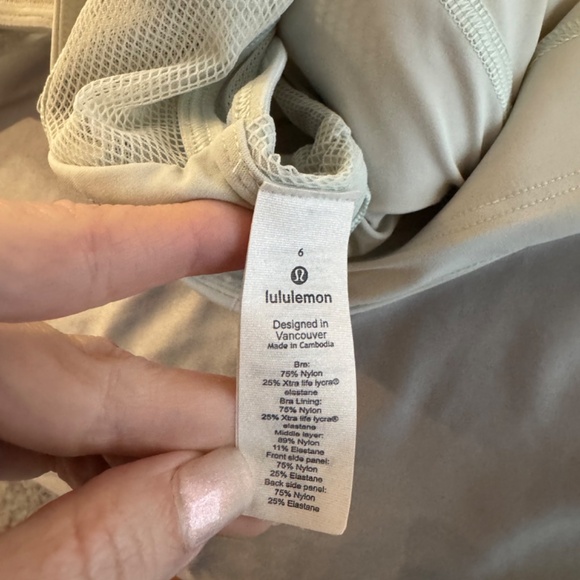 6
lululemon
Designed in
Vancouver
Made in Cambodia
Bra:
75% Nylon
25% Xtra life lycra®
elastane
Bra Lining:
75% Nylon
25% Xtra life lycra®
elastane
Middle layer:
89% Nylon
11% Elastane
Front side panel:
75% Nylon
25% Elastane
Back side panel:
75% Nylon
25% Elastane